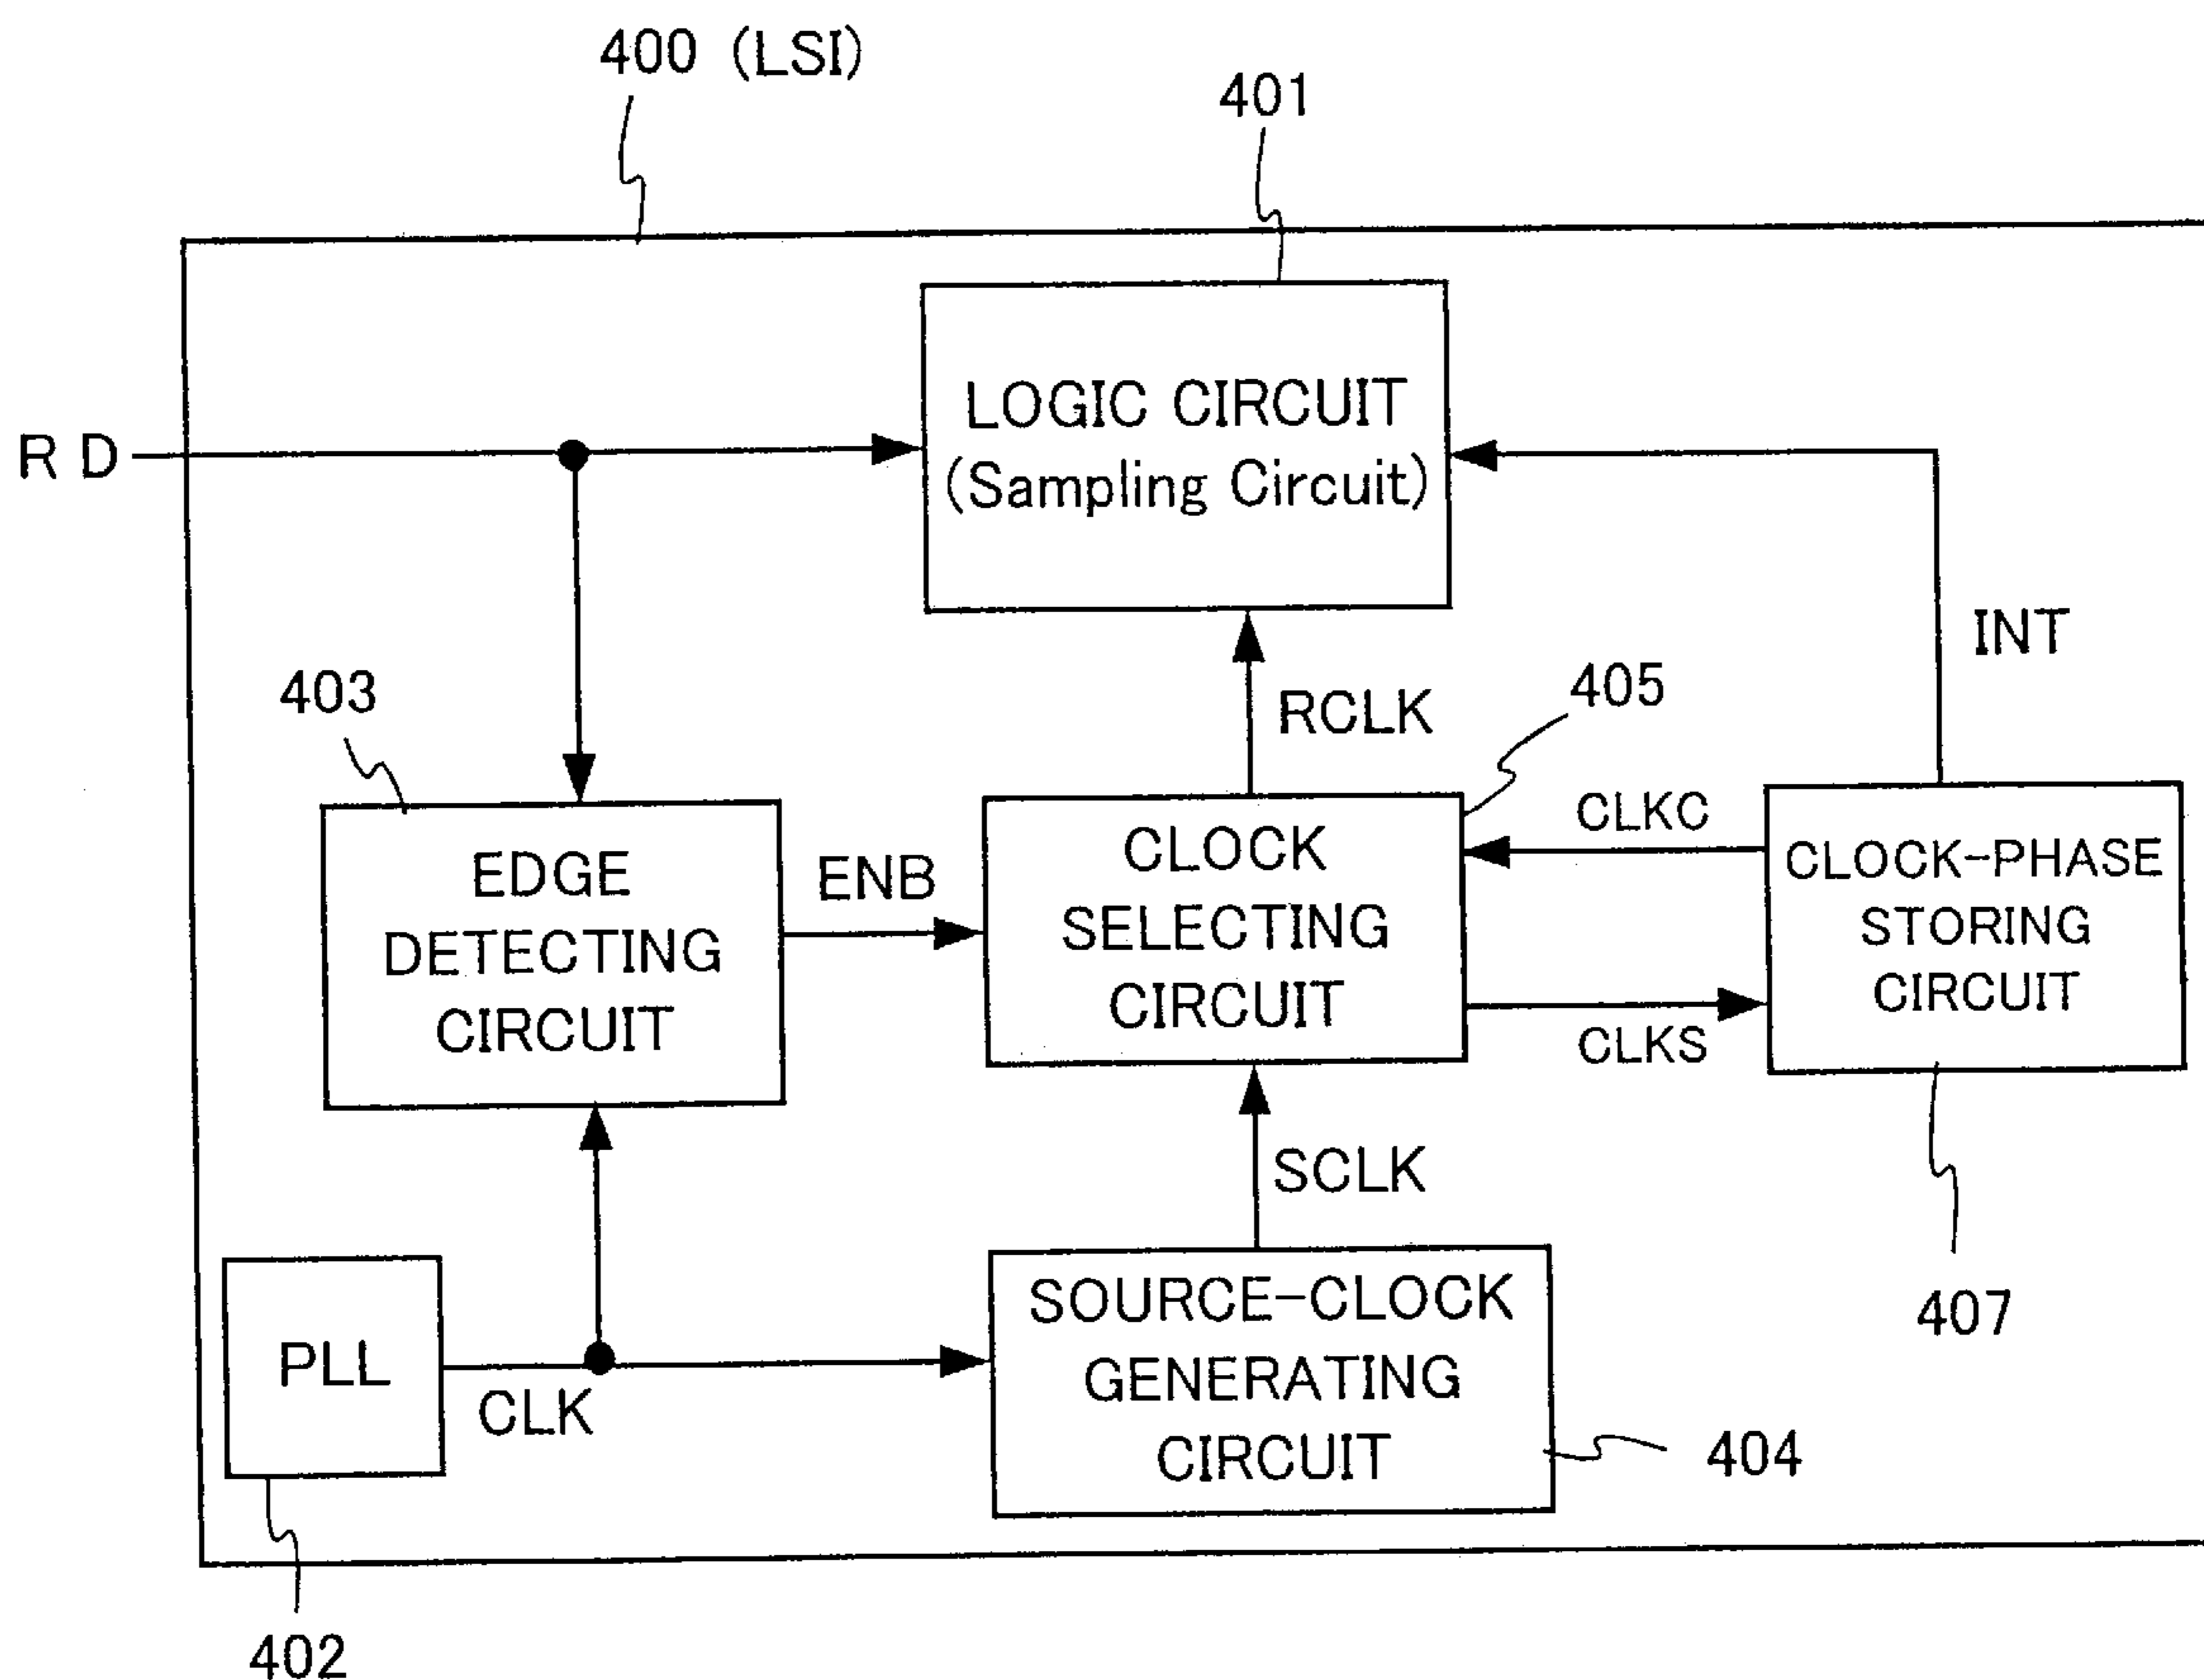 400 (LSI)
401
LOGIC CIRCUIT
(Sampling Circuit)
R D
INT
403
RCLK
405
EDGE
DETECTING
CIRCUIT
ENB
CLOCK
SELECTING
CIRCUIT
CLKC
CLKS
CLOCK-PHASE
STORING
CIRCUIT
SCLK
407
PLL
CLK
SOURCE-CLOCK
GENERATING
CIRCUIT
404
402